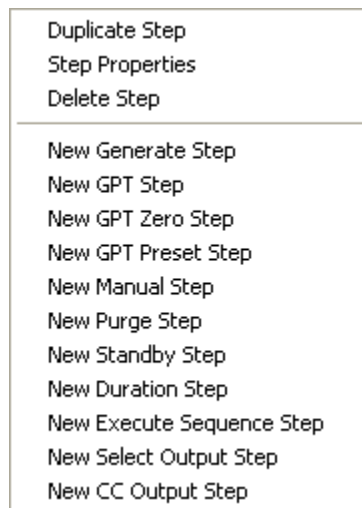 Duplicate Step
Step Properties
Delete Step
New Generate Step
New GPT Step
New GPT Zero Step
New GPT Preset Step
New Manual Step
New Purge Step
New Standby Step
New Duration Step
New Execute Sequence Step
New Select Output Step
New CC Output Step